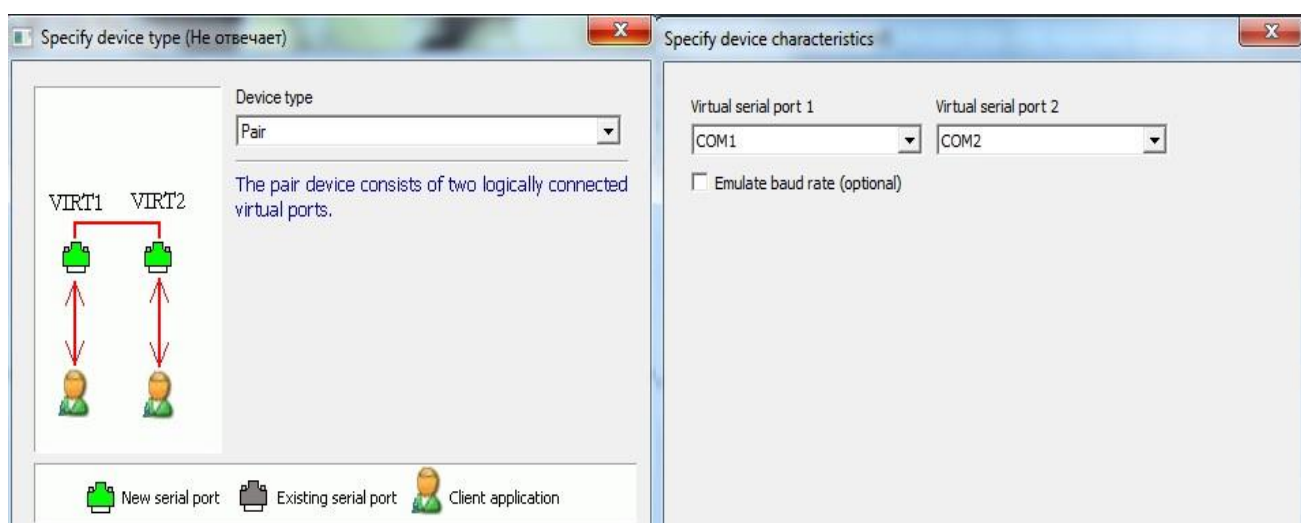 Specify device type (Не отвечает)
Device type
Pair
The pair device consists of two logically connected
virtual ports.
VIRT1 VIRT2
New serial port Existing serial port Client application
Specify device characteristics
Virtual serial port 1 Virtual serial port 2
COM1 COM2
Emulate baud rate (optional)